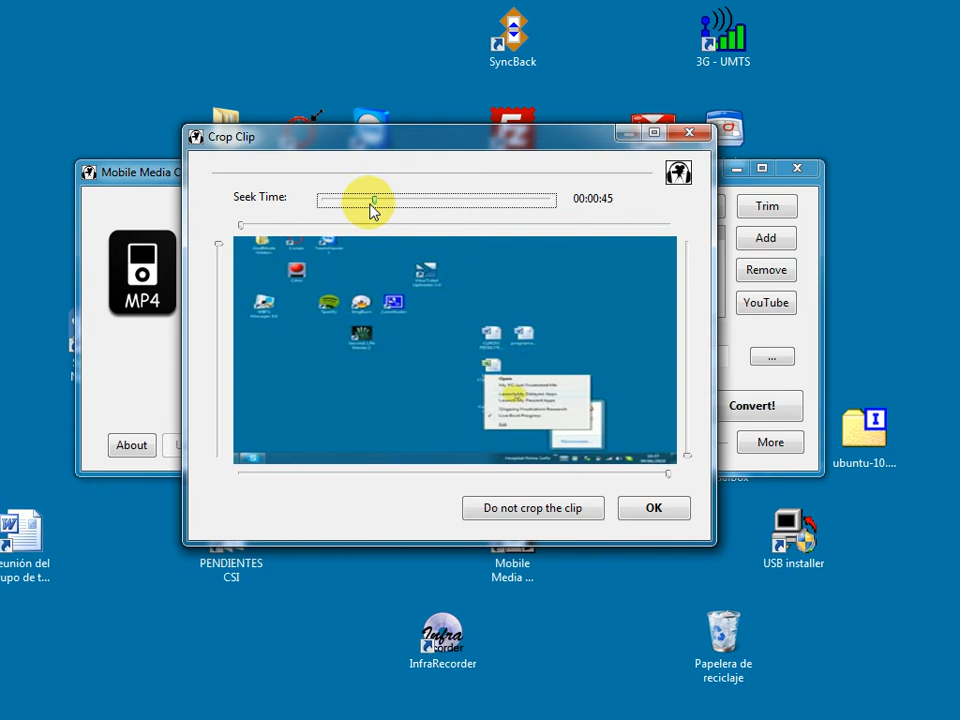 SyncBack
3G - UMTS
Crop Clip
Mobile Media C
Seek Time:
00:00:45
MP4
Trim
Add
Remove
YouTube
...
Convert!
About
U
More
Do not crop the clip
OK
ubuntu-10....
eunión del
upo de t...
PENDIENTES
CSI
Mobile
Media ...
USB installer
Infra
corder
InfraRecorder
Papelera de
reciclaje